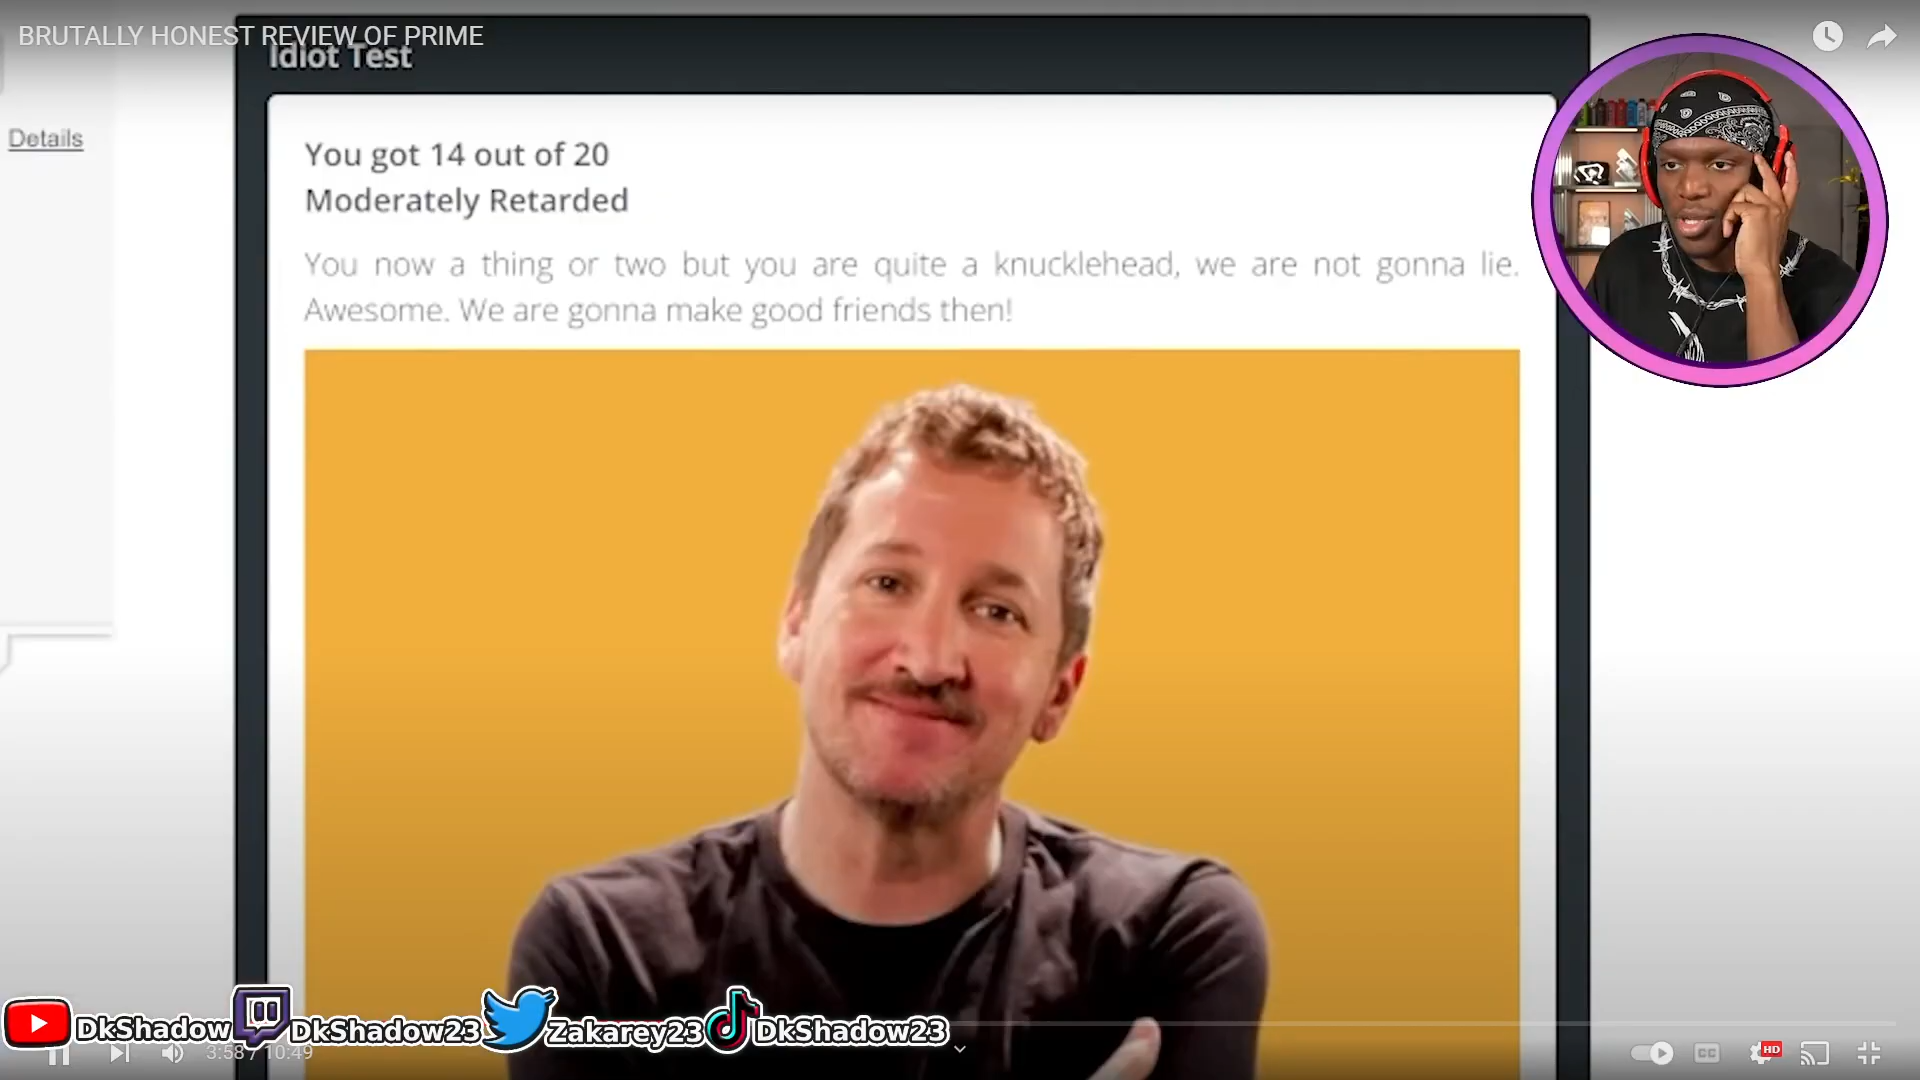 BRUTALLY HONEST REVIEW OF PRIME
Idiot Test
Details
You got 14 out of 20
Moderately Retarded
You now a thing or two but you are quite a knucklehead, we are not gonna lie.
Awesome. We are gonna make good friends then!
DkShadow DkShadow23 Zakarey23 DkShadow23
3:58 / 10:49
CC
HD